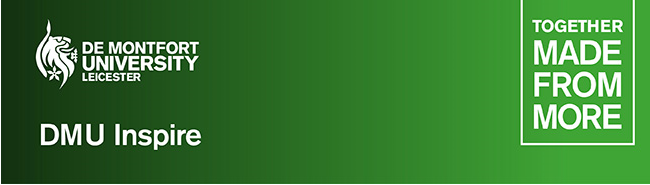 DE MONTFORT
UNIVERSITY
LEICESTER
DMU Inspire
TOGETHER
MADE
FROM
MORE